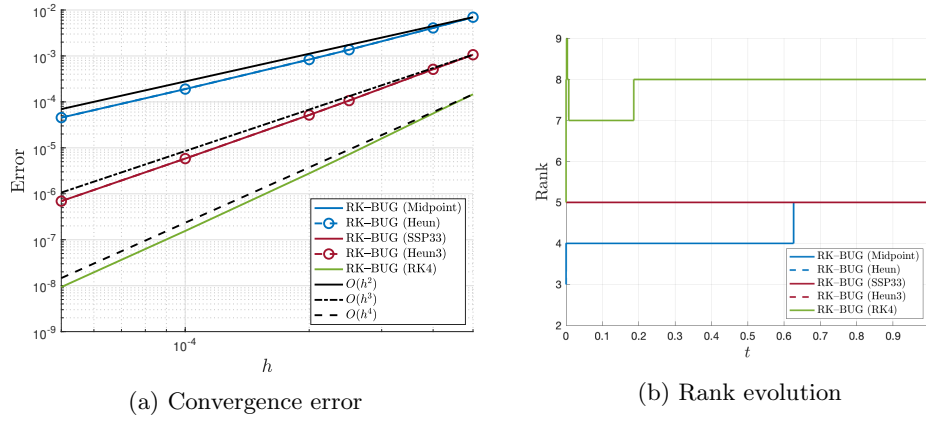 10^-2
10^-3
10^-4
10^-5
10^-6
10^-7
10^-8
10^-9
Error
RK–BUG (Midpoint)
RK–BUG (Heun)
RK–BUG (SSP33)
RK–BUG (Heun3)
RK–BUG (RK4)
O(h^2)
O(h^3)
O(h^4)
10^-4
h
(a) Convergence error
9
8
7
6
5
4
3
2
Rank
RK–BUG (Midpoint)
RK–BUG (Heun)
RK–BUG (SSP33)
RK–BUG (Heun3)
RK–BUG (RK4)
0 0.1 0.2 0.3 0.4 0.5 0.6 0.7 0.8 0.9
t
(b) Rank evolution